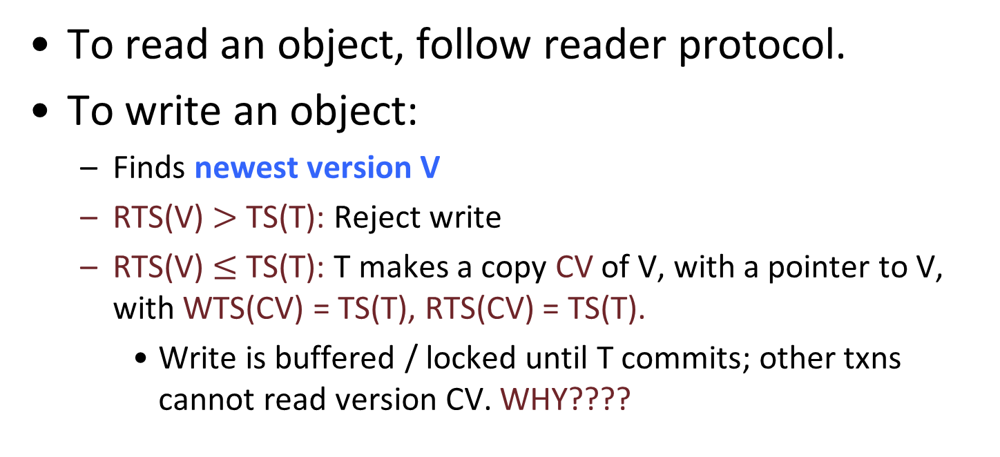 • To read an object, follow reader protocol.
• To write an object:
– Finds newest version V
– RTS(V) > TS(T): Reject write
– RTS(V) ≤ TS(T): T makes a copy CV of V, with a pointer to V,
with WTS(CV) = TS(T), RTS(CV) = TS(T).
• Write is buffered / locked until T commits; other txns
cannot read version CV. WHY????